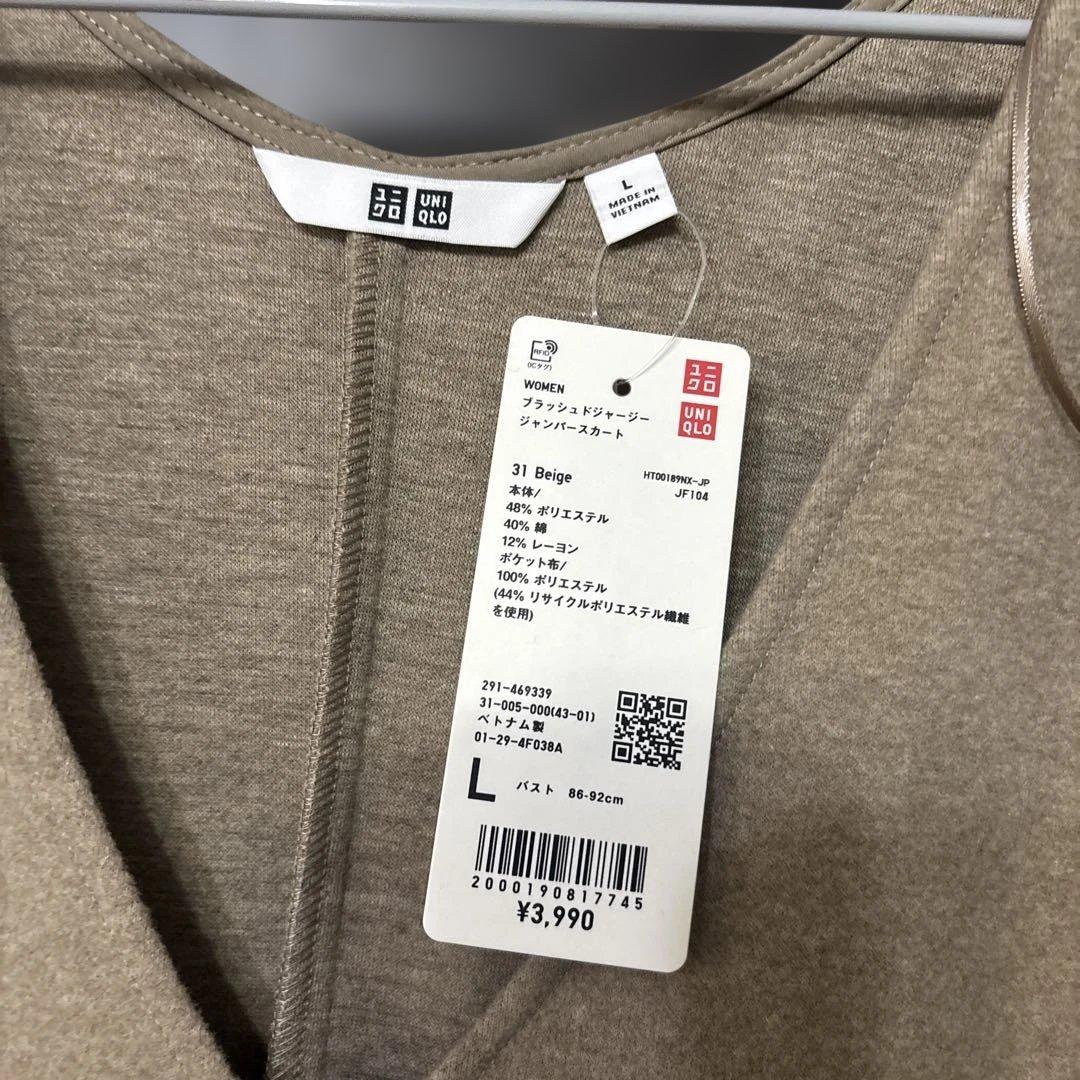 ユニ
クロ
UNI
QLO
L
MADE IN
VIETNAM
RFID
(ICタグ)
ユニ
クロ
UNI
QLO
WOMEN
ブラッシュドジャージー
ジャンパースカート
31 Beige
HT00189NX-JP
JF104
本体/
48% ポリエステル
40% 綿
12% レーヨン
ポケット布/
100% ポリエステル
(44% リサイクルポリエステル繊維
を使用)
291-469339
31-005-000(43-01)
ベトナム製
01-29-4F038A
L バスト 86-92cm
2000190817745
¥3,990